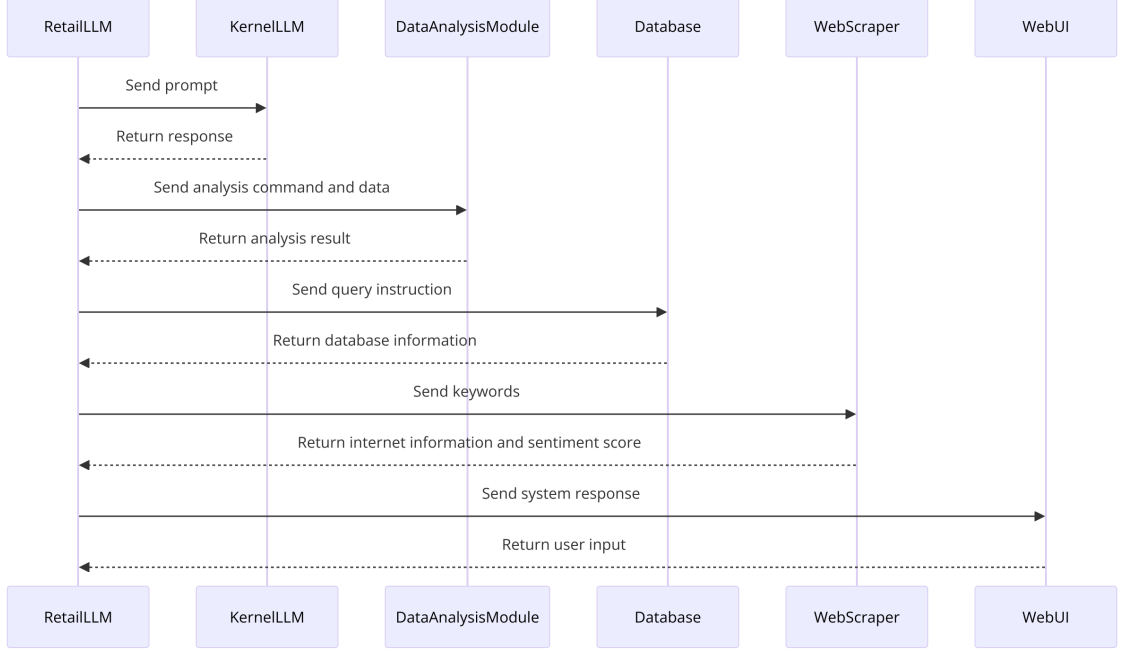 RetailLLM
KernelLLM
DataAnalysisModule
Database
WebScraper
WebUI
Send prompt
Return response
Send analysis command and data
Return analysis result
Send query instruction
Return database information
Send keywords
Return internet information and sentiment score
Send system response
Return user input
RetailLLM
KernelLLM
DataAnalysisModule
Database
WebScraper
WebUI